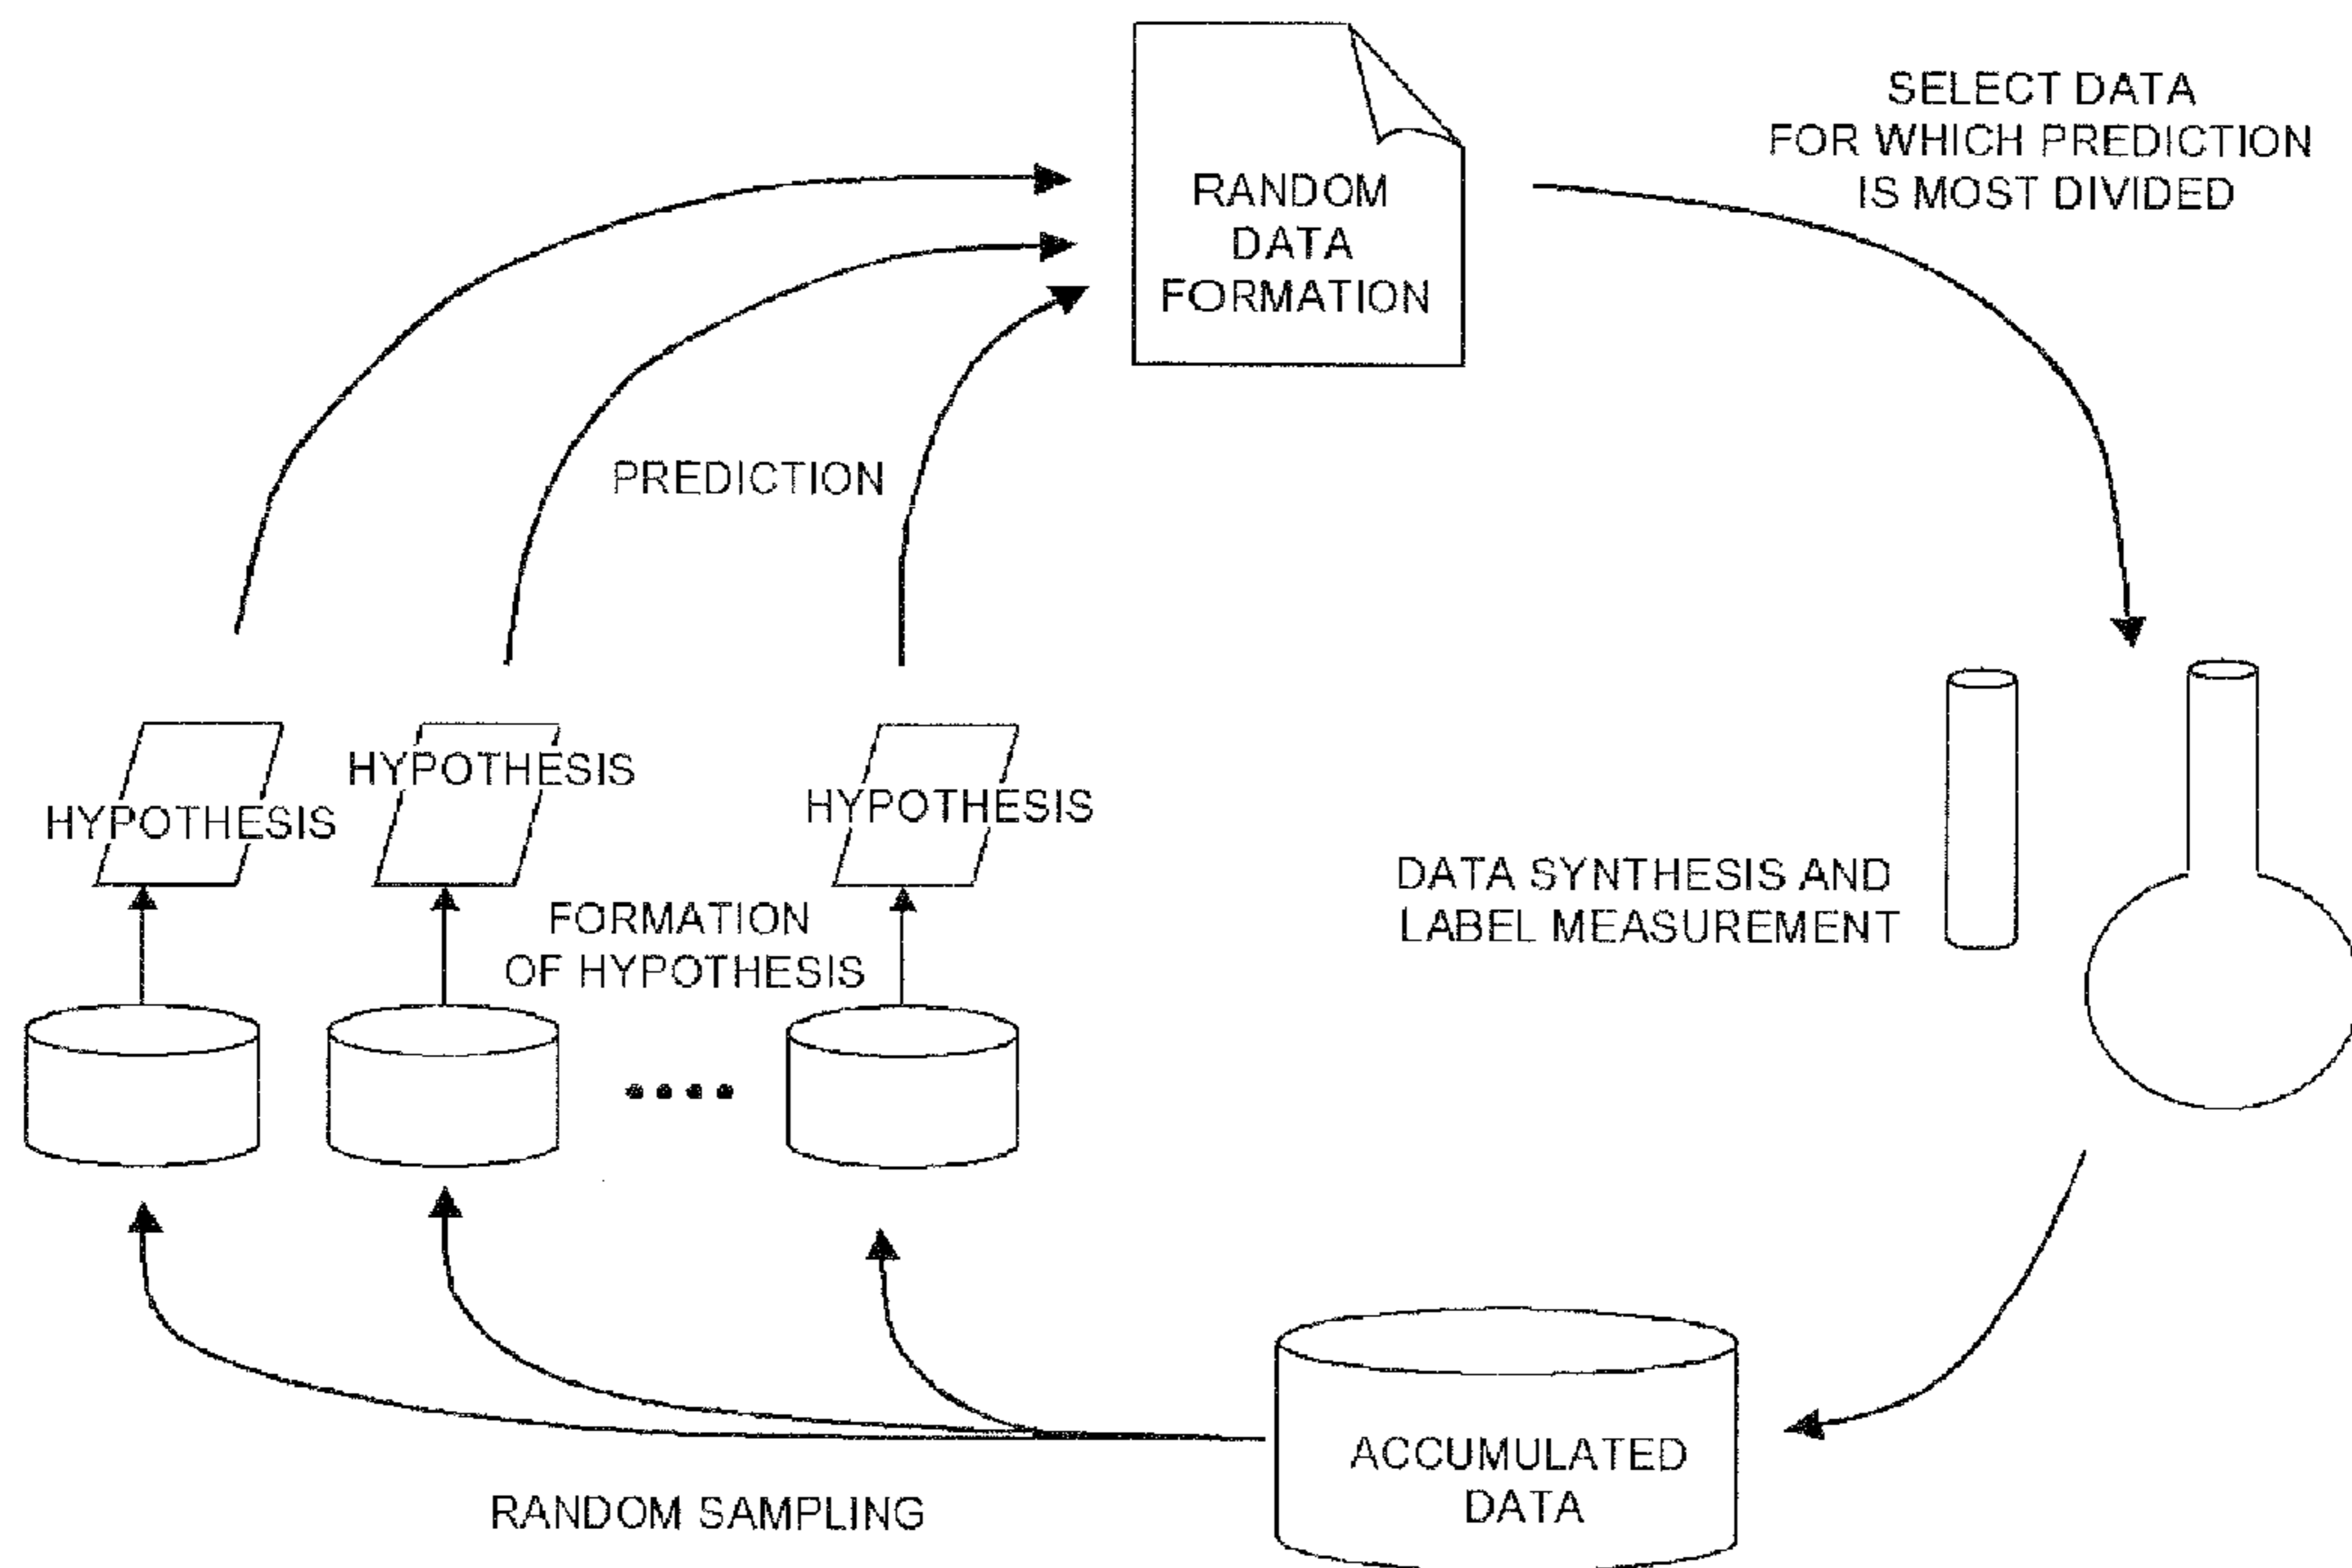 RANDOM
DATA
FORMATION
SELECT DATA
FOR WHICH PREDICTION
IS MOST DIVIDED
PREDICTION
HYPOTHESIS
HYPOTHESIS
HYPOTHESIS
FORMATION
OF HYPOTHESIS
DATA SYNTHESIS AND
LABEL MEASUREMENT
RANDOM SAMPLING
ACCUMULATED
DATA